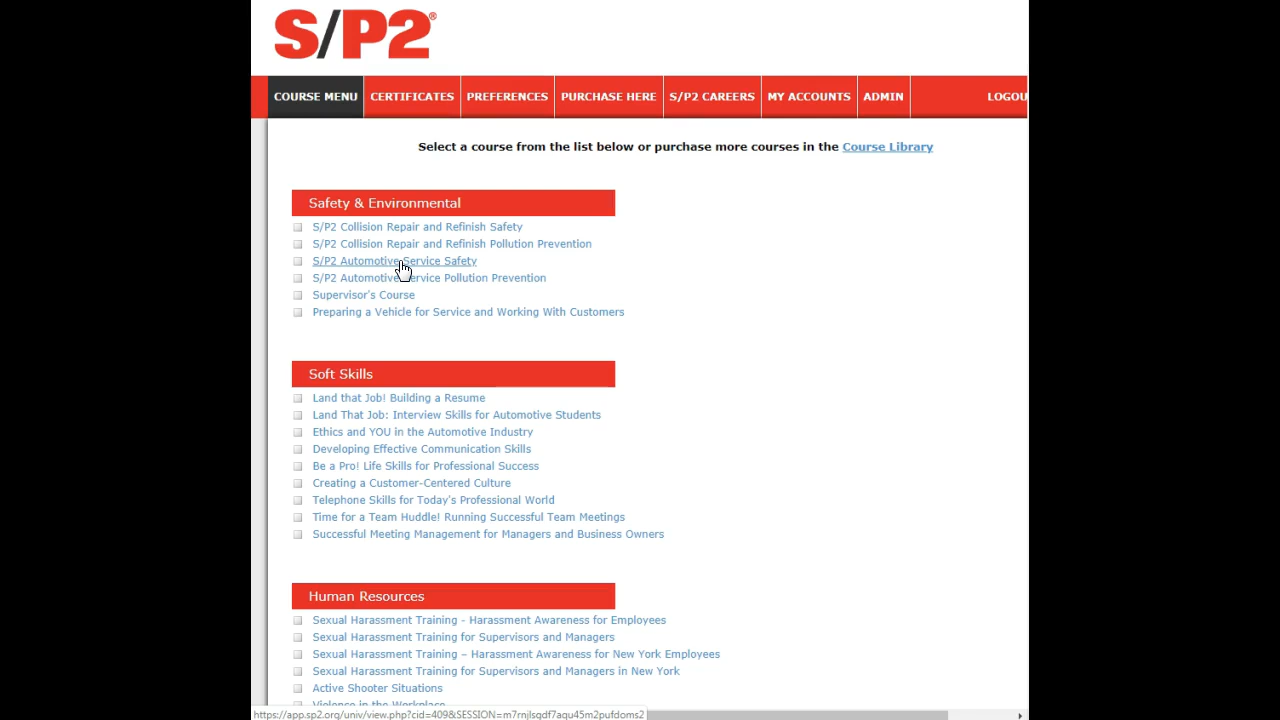 S/P2®
COURSE MENU CERTIFICATES PREFERENCES PURCHASE HERE S/P2 CAREERS MY ACCOUNTS ADMIN LOGOU
Select a course from the list below or purchase more courses in the Course Library
Safety & Environmental
S/P2 Collision Repair and Refinish Safety
S/P2 Collision Repair and Refinish Pollution Prevention
S/P2 Automotive Service Safety
S/P2 Automotive Service Pollution Prevention
Supervisor's Course
Preparing a Vehicle for Service and Working With Customers
Soft Skills
Land that Job! Building a Resume
Land That Job: Interview Skills for Automotive Students
Ethics and YOU in the Automotive Industry
Developing Effective Communication Skills
Be a Pro! Life Skills for Professional Success
Creating a Customer-Centered Culture
Telephone Skills for Today's Professional World
Time for a Team Huddle! Running Successful Team Meetings
Successful Meeting Management for Managers and Business Owners
Human Resources
Sexual Harassment Training - Harassment Awareness for Employees
Sexual Harassment Training for Supervisors and Managers
Sexual Harassment Training – Harassment Awareness for New York Employees
Sexual Harassment Training for Supervisors and Managers in New York
Active Shooter Situations
Violence in the Workplace
https://app.sp2.org/univ/view.php?cid=409&SESSION=m7rnjlsqdf7aqu45m2pufdoms2